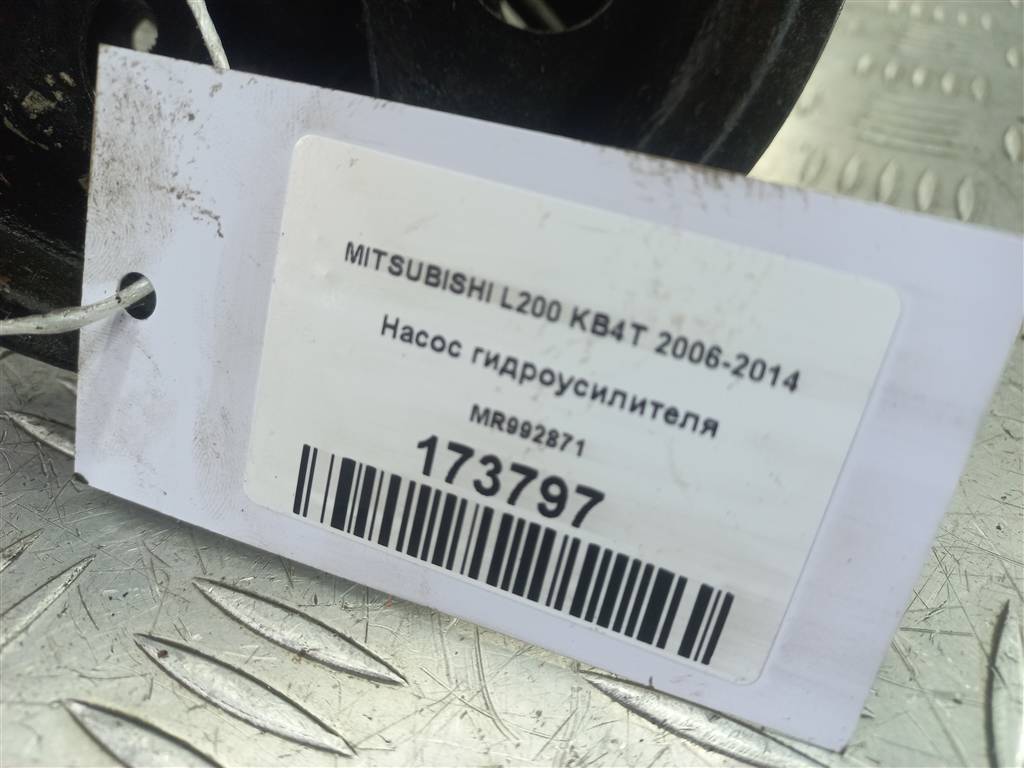 MITSUBISHI L200 KB4T 2006-2014
Насос гидроусилителя
MR992871
173797